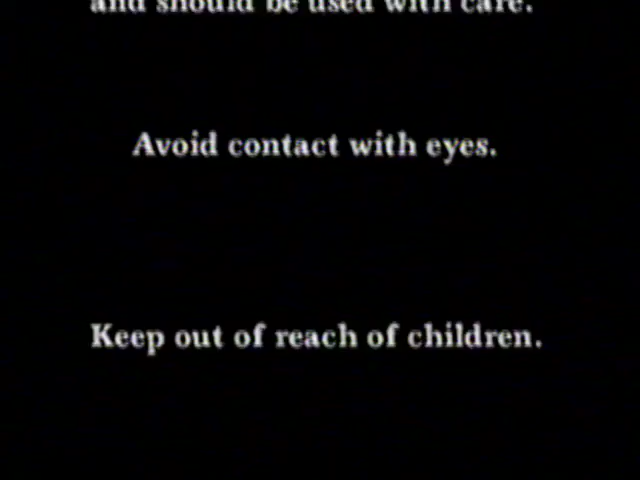 and should be used with care.
Avoid contact with eyes.
Keep out of reach of children.